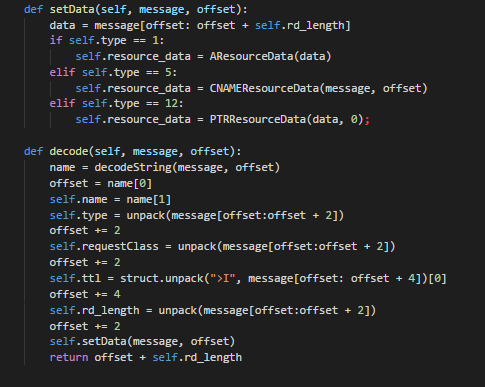 def setData(self, message, offset):
    data = message[offset: offset + self.rd_length]
    if self.type == 1:
        self.resource_data = AResourceData(data)
    elif self.type == 5:
        self.resource_data = CNAMEResourceData(message, offset)
    elif self.type == 12:
        self.resource_data = PTRResourceData(data, 0);
def decode(self, message, offset):
    name = decodeString(message, offset)
    offset = name[0]
    self.name = name[1]
    self.type = unpack(message[offset:offset + 2])
    offset += 2
    self.requestClass = unpack(message[offset:offset + 2])
    offset += 2
    self.ttl = struct.unpack(">I", message[offset: offset + 4])[0]
    offset += 4
    self.rd_length = unpack(message[offset:offset + 2])
    offset += 2
    self.setData(message, offset)
    return offset + self.rd_length